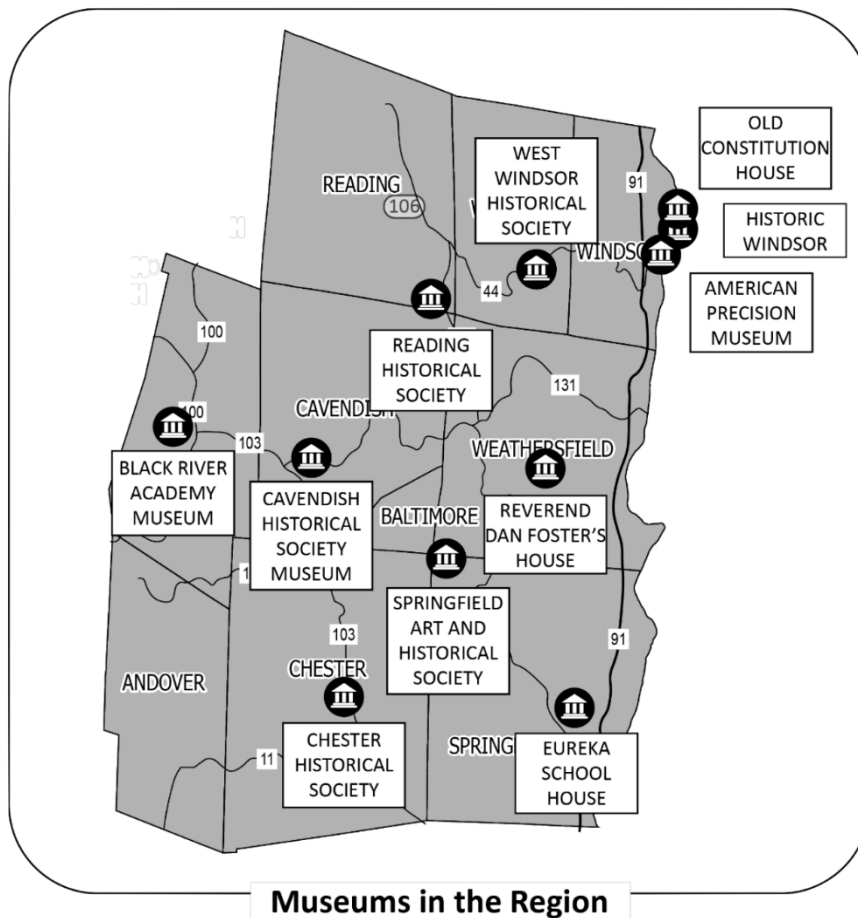 OLD
CONSTITUTION
HOUSE
WEST
WINDSOR
HISTORICAL
SOCIETY
91
READING
106
HISTORIC
WINDSOR
WINDSO
44
AMERICAN
PRECISION
MUSEUM
100
READING
HISTORICAL
SOCIETY
131
CAVENDISH
100
103
WEATHERSFIELD
BLACK RIVER
ACADEMY
MUSEUM
CAVENDISH
HISTORICAL
SOCIETY
MUSEUM
BALTIMORE
REVEREND
DAN FOSTER'S
HOUSE
SPRINGFIELD
ART AND
HISTORICAL
SOCIETY
103
91
CHESTER
ANDOVER
CHESTER
HISTORICAL
SOCIETY
11
SPRING
EUREKA
SCHOOL
HOUSE
Museums in the Region